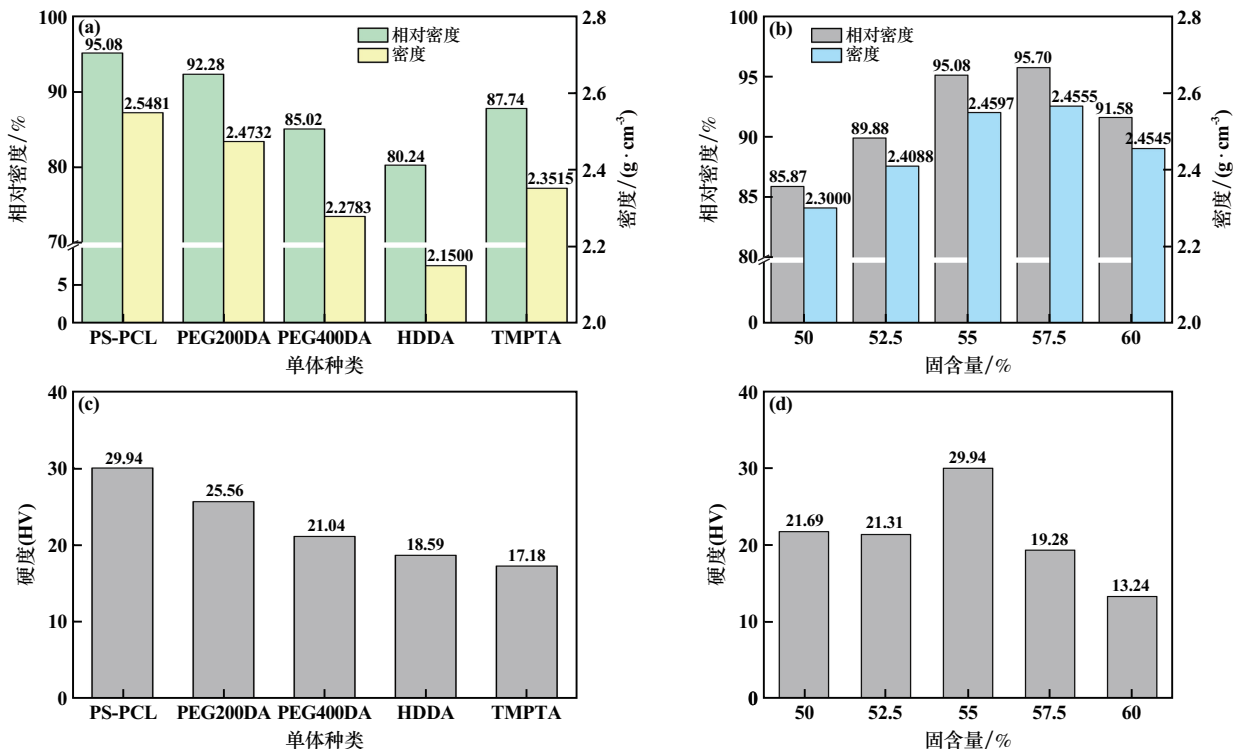 (a)
相对密度
密度
100
90
80
70
5
0
相对密度/%
95.08
2.5481
92.28
2.4732
85.02
2.2783
80.24
2.1500
87.74
2.3515
2.8
2.6
2.4
2.2
2.0
密度/(g·cm⁻³)
PS-PCL PEG200DA PEG400DA HDDA TMPTA
单体种类
(b)
相对密度
密度
100
95
90
85
80
0
相对密度/%
85.87
2.3000
89.88
2.4088
95.08
2.4597
95.70
2.4555
91.58
2.4545
2.8
2.6
2.4
2.2
2.0
密度/(g·cm⁻³)
50 52.5 55 57.5 60
固含量/%
(c)
40
30
20
10
0
硬度(HV)
29.94
25.56
21.04
18.59
17.18
PS-PCL PEG200DA PEG400DA HDDA TMPTA
单体种类
(d)
40
30
20
10
0
硬度(HV)
21.69
21.31
29.94
19.28
13.24
50 52.5 55 57.5 60
固含量/%